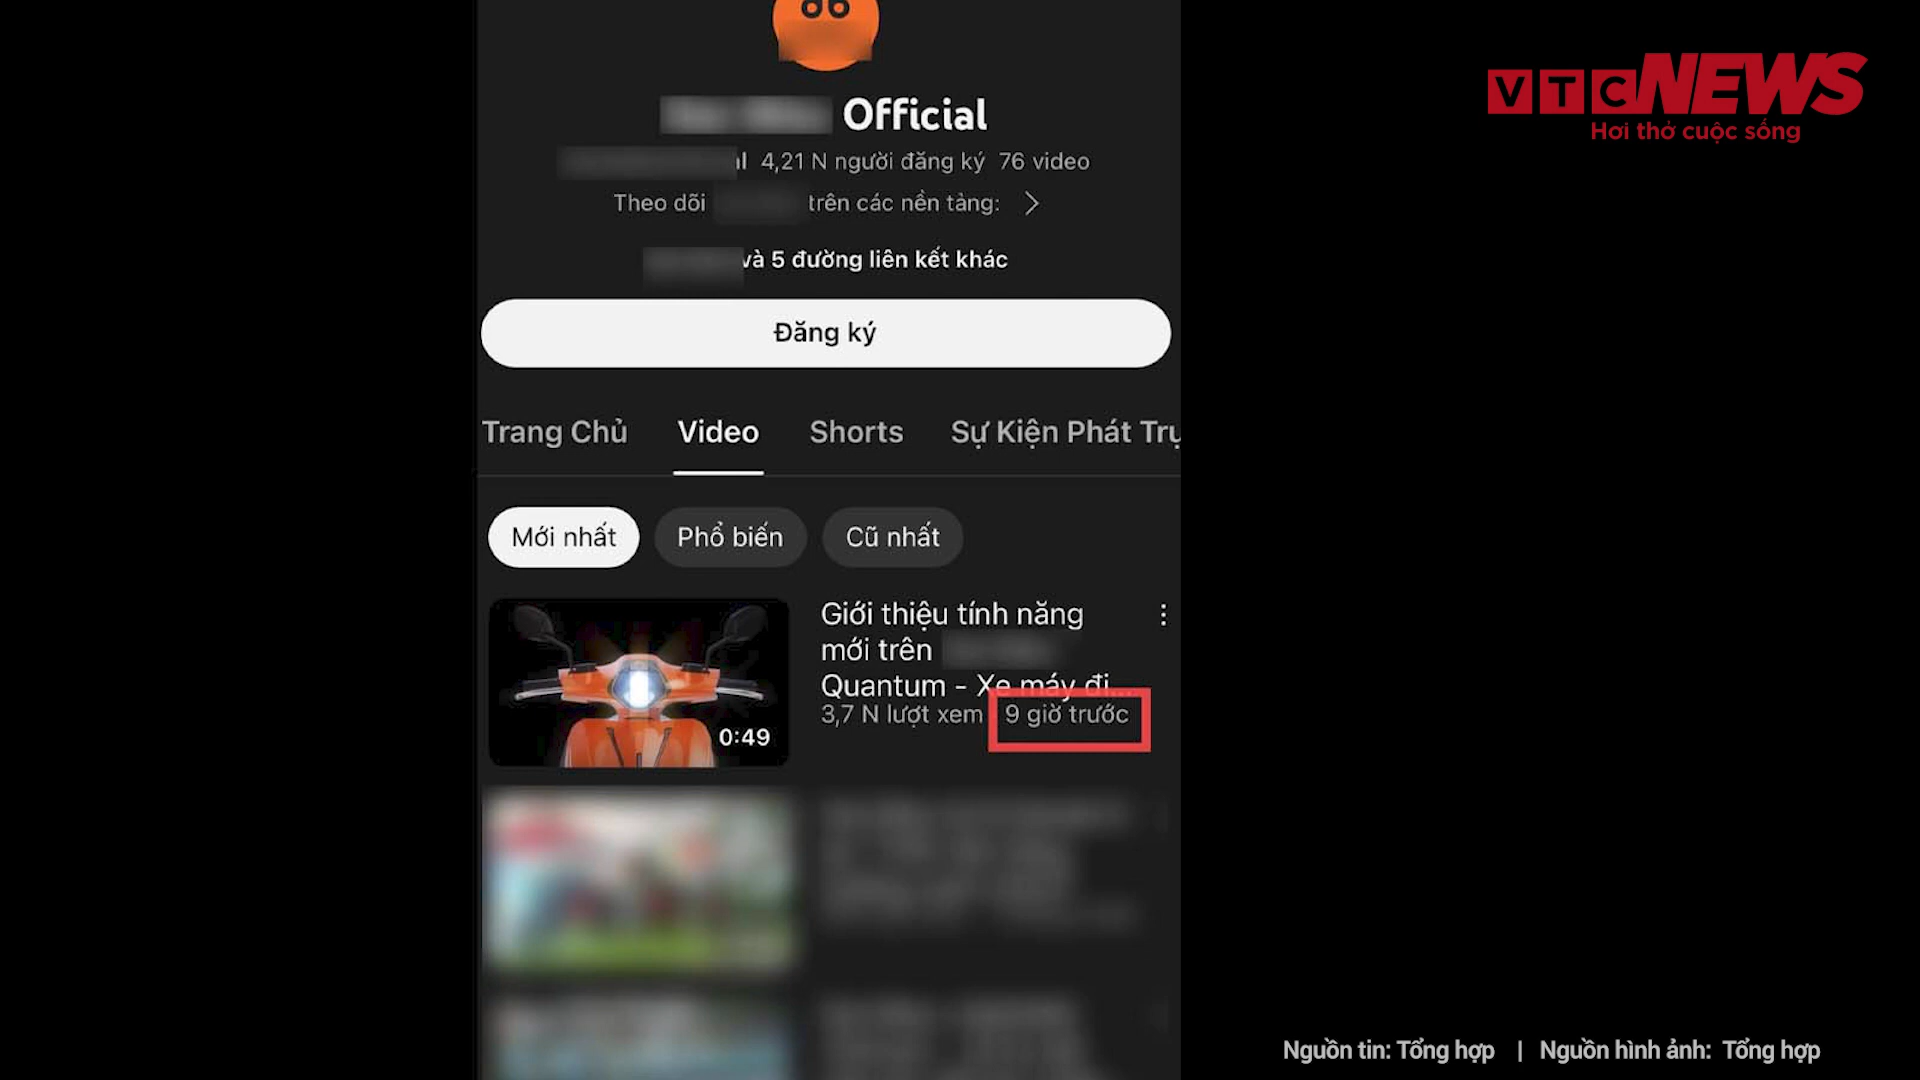 VTC NEWS
Hơi thở cuộc sống
Official
4,21 N người đăng ký 76 video
Theo dõi trên các nền tảng:
và 5 đường liên kết khác
Đăng ký
Trang Chủ Video Shorts Sự Kiện Phát Trự
Mới nhất Phổ biến Cũ nhất
Giới thiệu tính năng
mới trên
Quantum - Xe máy đi...
3,7 N lượt xem 9 giờ trước
0:49
Nguồn tin: Tổng hợp | Nguồn hình ảnh: Tổng hợp